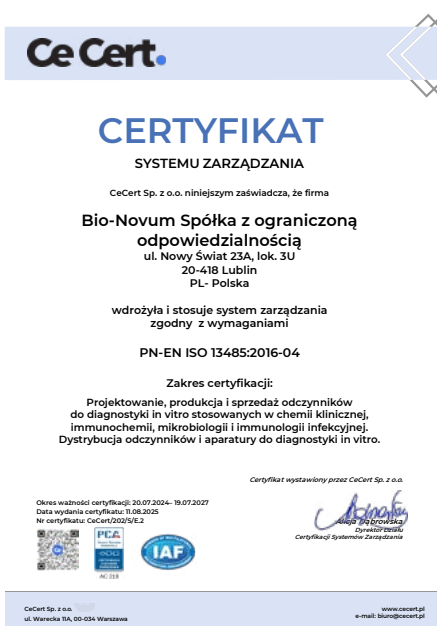 Ce Cert.
CERTYFIKAT
SYSTEMU ZARZĄDZANIA
CeCert Sp. z o.o. niniejszym zaświadcza, że firma
Bio-Novum Spółka z ograniczoną
odpowiedzialnością
ul. Nowy Świat 23A, lok. 3U
20-418 Lublin
PL- Polska
wdrożyła i stosuje system zarządzania
zgodny z wymaganiami
PN-EN ISO 13485:2016-04
Zakres certyfikacji:
Projektowanie, produkcja i sprzedaż odczynników
do diagnostyki in vitro stosowanych w chemii klinicznej,
immunochemii, mikrobiologii i immunologii infekcyjnej.
Dystrybucja odczynników i aparatury do diagnostyki in vitro.
Certyfikat wystawiony przez CeCert Sp. z o.o.
Okres ważności certyfikacji: 20.07.2024– 19.07.2027
Data wydania certyfikatu: 11.08.2025
Nr certyfikatu: CeCert/202/S/E.2
Alicja Dąbrowska
Dyrektor Działu
Certyfikacji Systemów Zarządzania
PCA
AC 218
IAF
CeCert Sp. z o.o.
ul. Warecka 11A, 00-034 Warszawa
www.cecert.pl
e-mail: biuro@cecert.pl